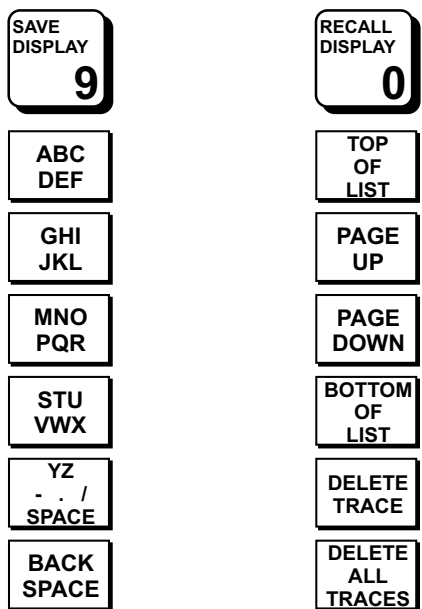 SAVE
DISPLAY
9
ABC
DEF
GHI
JKL
MNO
PQR
STU
VWX
YZ
- . /
SPACE
BACK
SPACE
RECALL
DISPLAY
0
TOP
OF
LIST
PAGE
UP
PAGE
DOWN
BOTTOM
OF
LIST
DELETE
TRACE
DELETE
ALL
TRACES